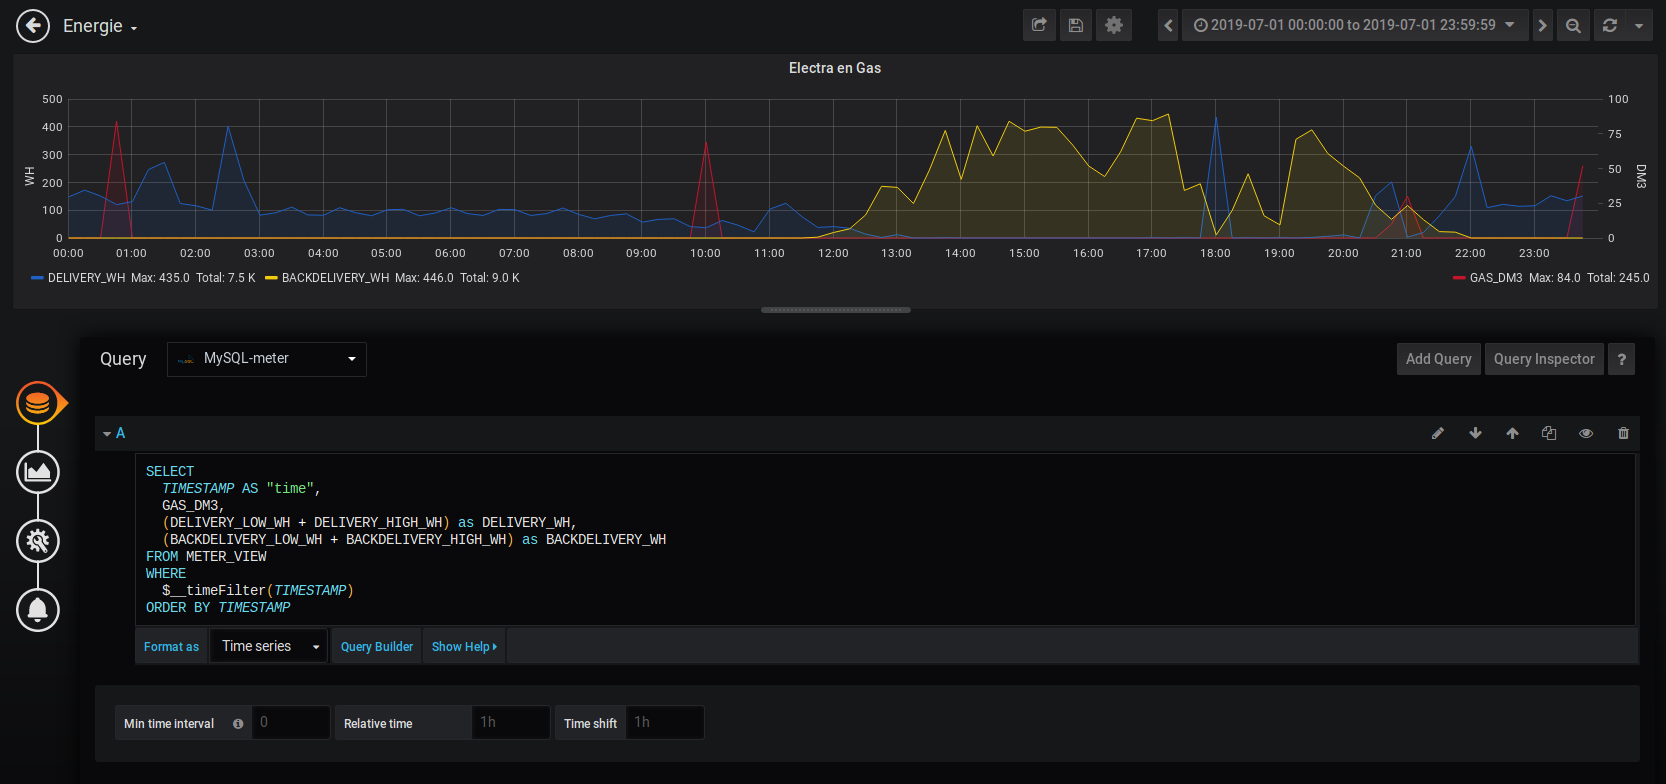 Energie
2019-07-01 00:00:00 to 2019-07-01 23:59:59
Electra en Gas
500
400
300
200
100
0
WH
100
75
50
25
0
DM3
00:00 01:00 02:00 03:00 04:00 05:00 06:00 07:00 08:00 09:00 10:00 11:00 12:00 13:00 14:00 15:00 16:00 17:00 18:00 19:00 20:00 21:00 22:00 23:00
DELIVERY_WH Max: 435.0 Total: 7.5 K BACKDELIVERY_WH Max: 446.0 Total: 9.0 K GAS_DM3 Max: 84.0 Total: 245.0
Query MySQL-meter Add Query Query Inspector ?
A
SELECT
TIMESTAMP AS "time",
GAS_DM3,
(DELIVERY_LOW_WH + DELIVERY_HIGH_WH) as DELIVERY_WH,
(BACKDELIVERY_LOW_WH + BACKDELIVERY_HIGH_WH) as BACKDELIVERY_WH
FROM METER_VIEW
WHERE
$__timeFilter(TIMESTAMP)
ORDER BY TIMESTAMP
Format as Time series Query Builder Show Help
Min time interval 0 Relative time 1h Time shift 1h